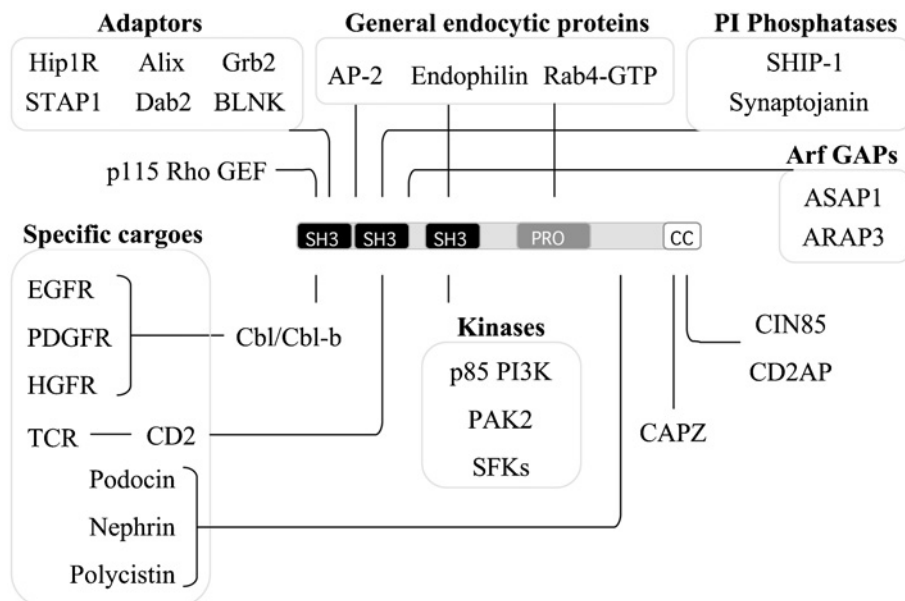 Adaptors
Hip1R Alix Grb2
STAP1 Dab2 BLNK
General endocytic proteins
AP-2 Endophilin Rab4-GTP
PI Phosphatases
SHIP-1
Synaptojanin
p115 Rho GEF
Arf GAPs
ASAP1
ARAP3
SH3 SH3 SH3 PRO CC
Specific cargoes
EGFR
PDGFR
HGFR
Cbl/Cbl-b
TCR CD2
Podocin
Nephrin
Polycistin
Kinases
p85 PI3K
PAK2
SFKs
CAPZ
CIN85
CD2AP